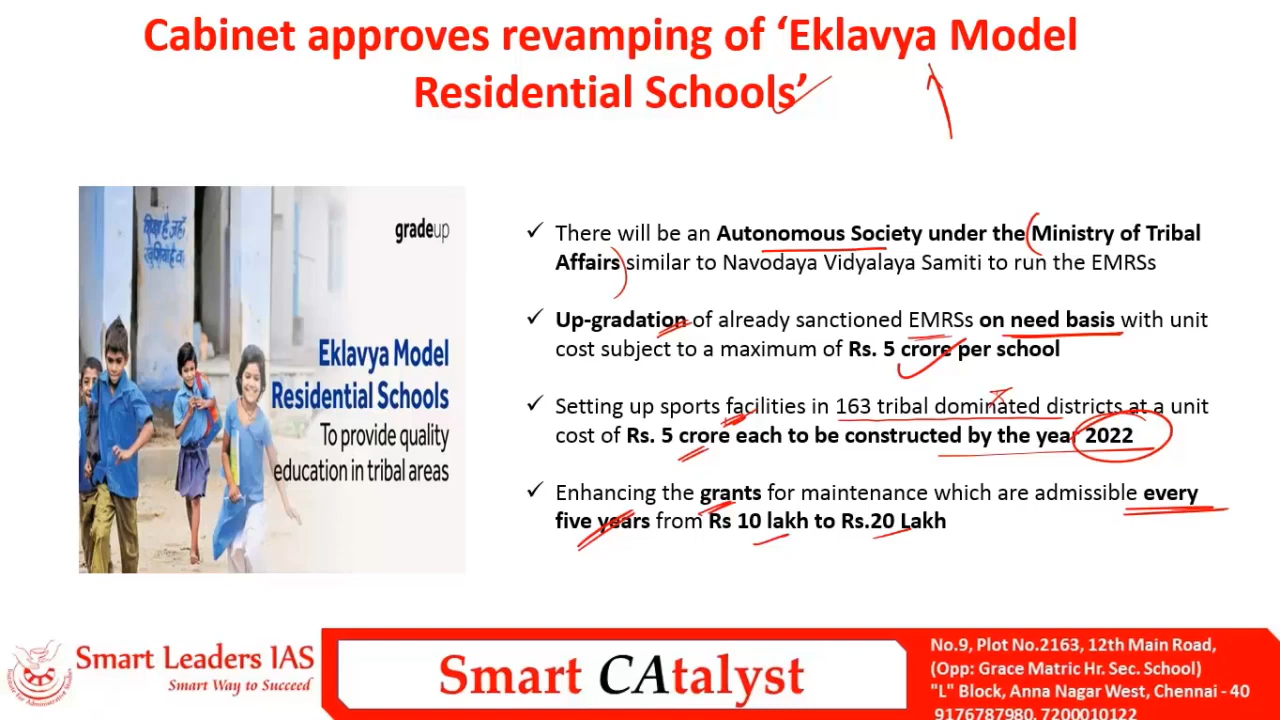 Cabinet approves revamping of ‘Eklavya Model
Residential Schools’
शिक्षा है जहाँ
gradeup
Eklavya Model
Residential Schools
To provide quality
education in tribal areas
✓ There will be an Autonomous Society under the Ministry of Tribal
Affairs similar to Navodaya Vidyalaya Samiti to run the EMRSs
✓ Up-gradation of already sanctioned EMRSs on need basis with unit
cost subject to a maximum of Rs. 5 crore per school
✓ Setting up sports facilities in 163 tribal dominated districts at a unit
cost of Rs. 5 crore each to be constructed by the year 2022
✓ Enhancing the grants for maintenance which are admissible every
five years from Rs 10 lakh to Rs.20 Lakh
Smart Leaders IAS
Smart Way to Succeed
Smart CAtalyst
No.9, Plot No.2163, 12th Main Road,
(Opp: Grace Matric Hr. Sec. School)
"L" Block, Anna Nagar West, Chennai - 40
9176787980, 7200010122